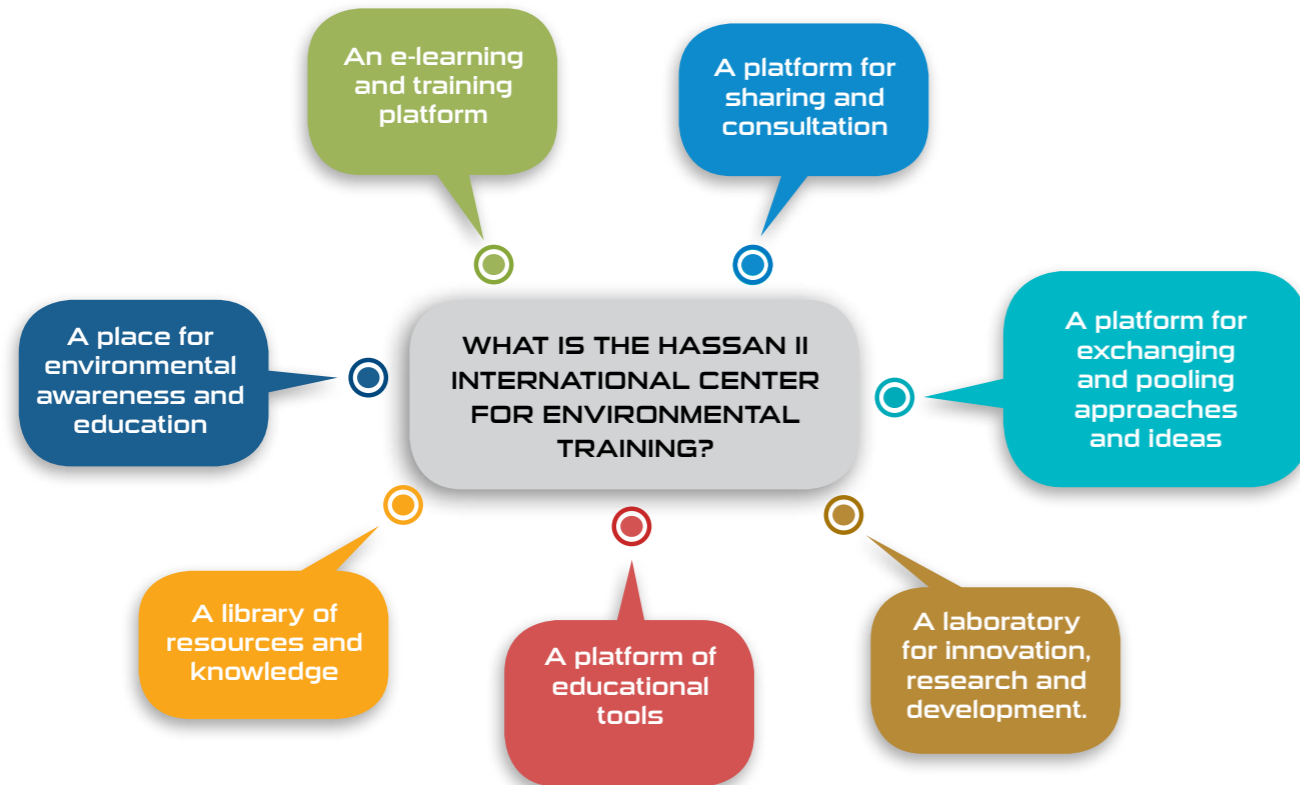 An e-learning
and training
platform
A platform for
sharing and
consultation
A place for
environmental
awareness and
education
WHAT IS THE HASSAN II
INTERNATIONAL CENTER
FOR ENVIRONMENTAL
TRAINING?
A platform for
exchanging
and pooling
approaches
and ideas
A library of
resources and
knowledge
A platform of
educational
tools
A laboratory
for innovation,
research and
development.